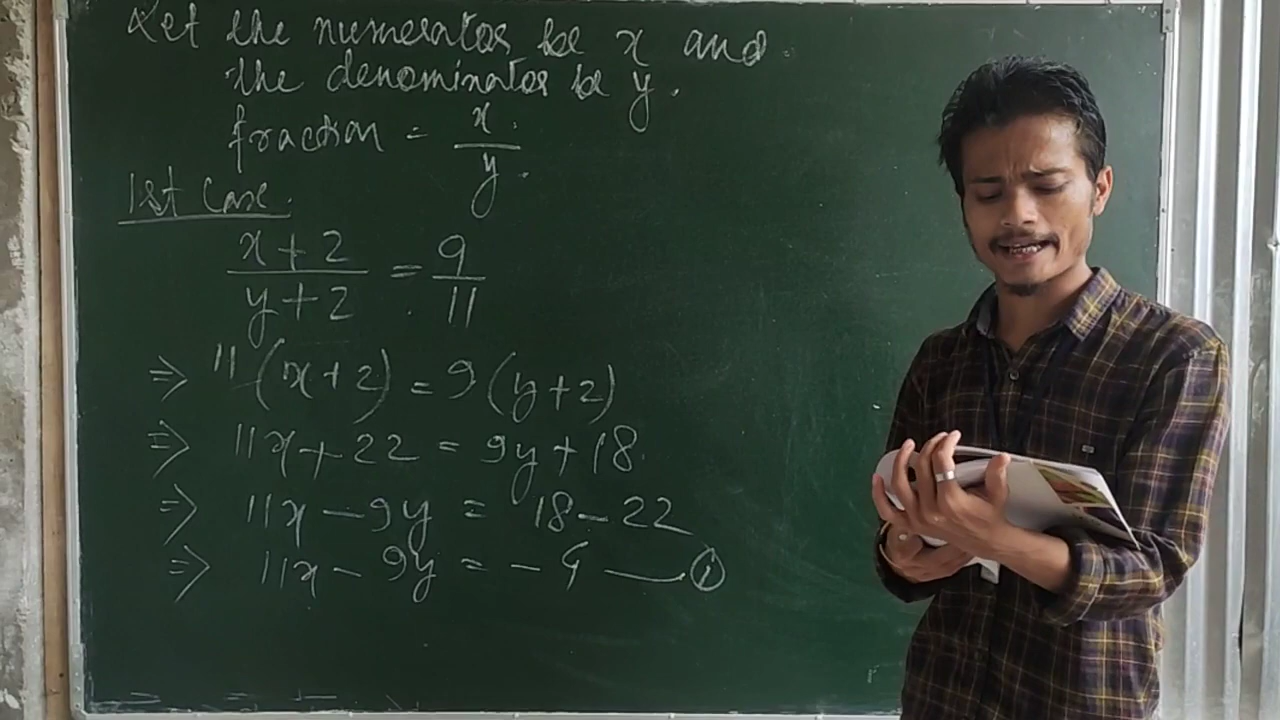 Let the numerator be x and
the denominator be y.
fraction = x/y.
1st Case.
x+2/y+2 = 9/11
⇒ 11(x+2) = 9(y+2)
⇒ 11x+22 = 9y+18
⇒ 11x-9y = 18-22
⇒ 11x-9y = -4 — (i)